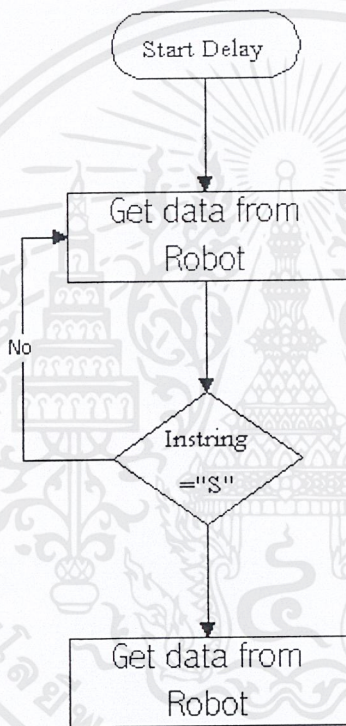 Start Delay
Get data from
Robot
No
Instring
="S"
Get data from
Robot